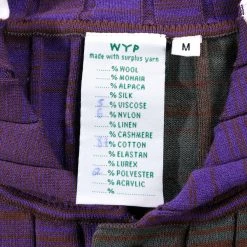 WYP
made with surplus yarn
M
% WOOL
% MOHAIR
% ALPACA
% SILK
% VISCOSE
% NYLON
% LINEN
% CASHMERE
% COTTON
% ELASTAN
% LUREX
% POLYESTER
% ACRYLIC
%